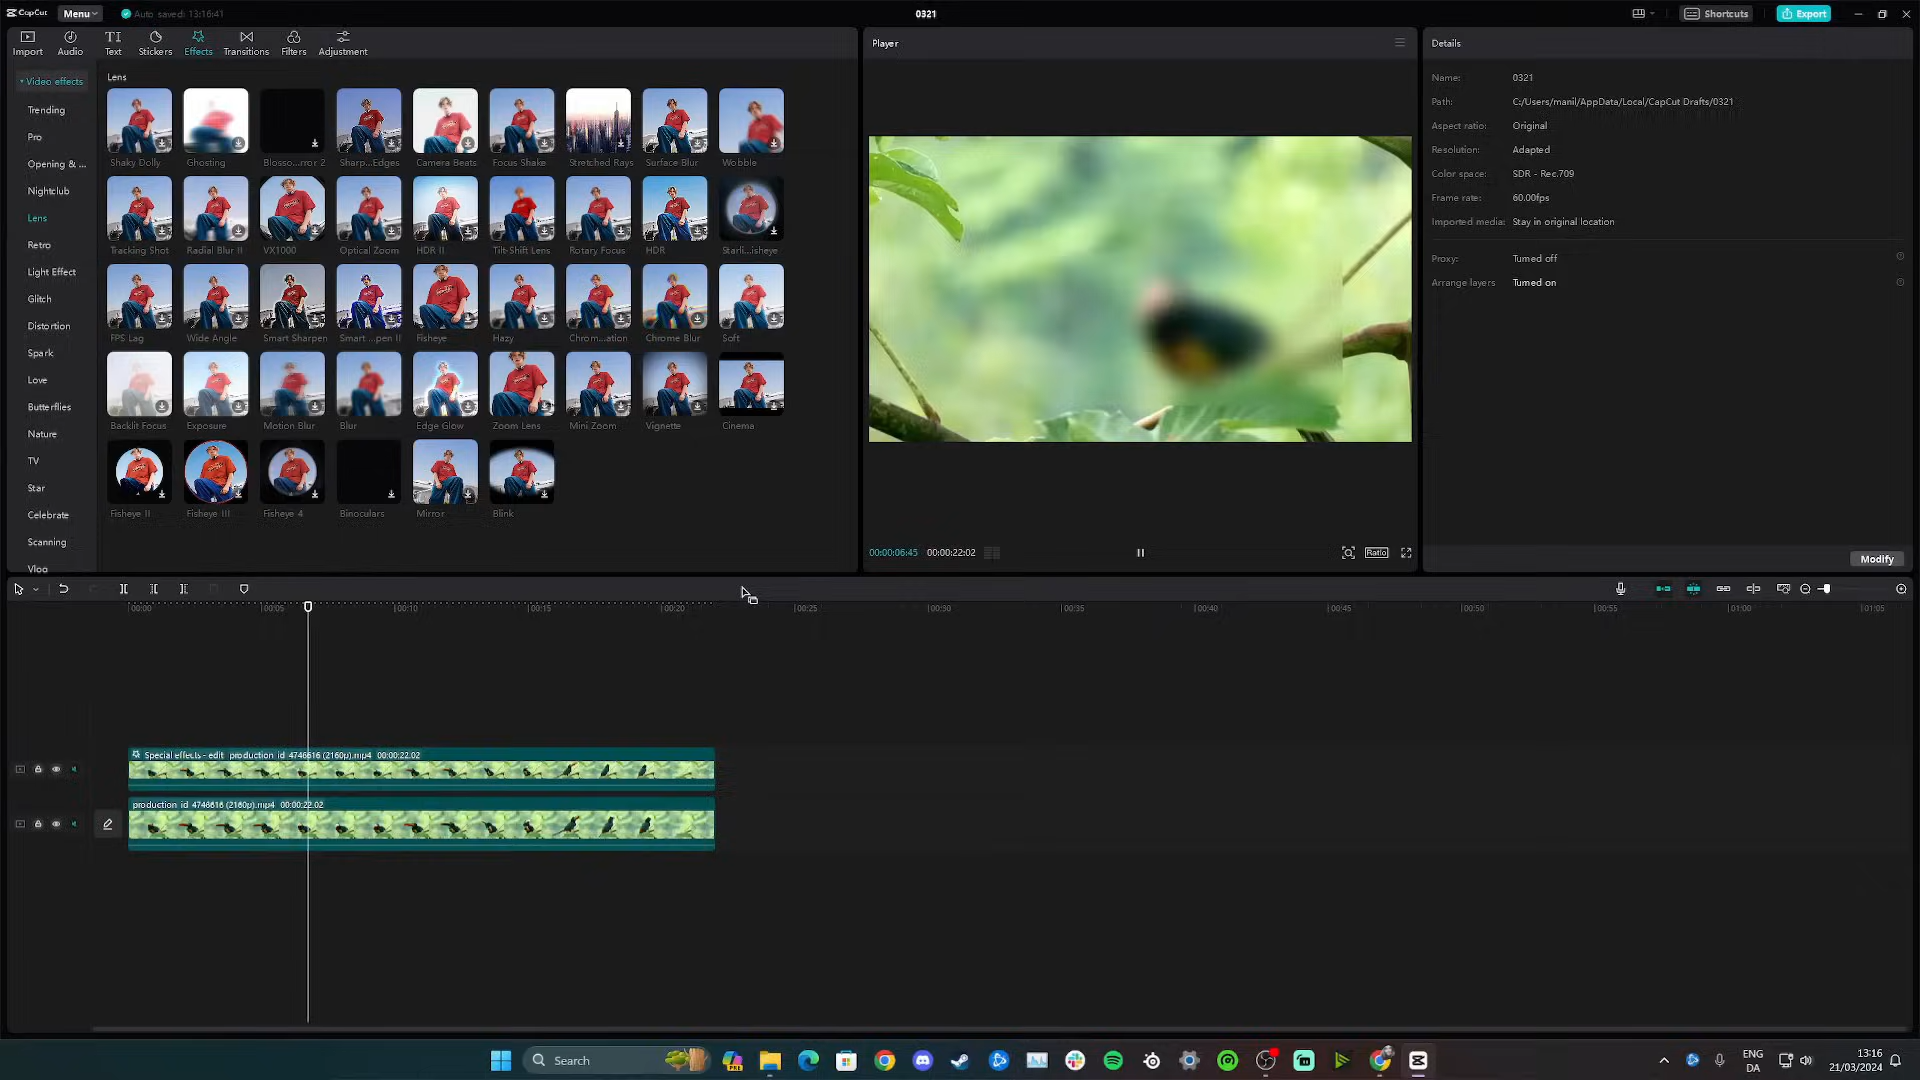 CapCut
Menu
Auto saved: 13:16:41
0321
Shortcuts
Export
Import
Audio
TI
Text
Stickers
Effects
Transitions
Filters
Adjustment
Player
Details
Video effects
Trending
Pro
Opening & ...
Nightclub
Lens
Retro
Light Effect
Glitch
Distortion
Spark
Love
Butterflies
Nature
TV
Star
Celebrate
Scanning
Vlog
Lens
Shaky Dolly
Ghosting
Blosso...rror 2
Sharp...Edges
Camera Beats
Focus Shake
Stretched Rays
Surface Blur
Wobble
Tracking Shot
Radial Blur II
VX1000
Optical Zoom
HDR II
Tilt-Shift Lens
Rotary Focus
HDR
Starli...isheye
FPS Lag
Wide Angle
Smart Sharpen
Smart ...pen II
Fisheye
Hazy
Chrom...ation
Chrome Blur
Soft
Backlit Focus
Exposure
Motion Blur
Blur
Edge Glow
Zoom Lens
Mini Zoom
Vignette
Cinema
Fisheye II
Fisheye III
Fisheye 4
Binoculars
Mirror
Blink
00:00:06:45 00:00:22:02
Ratio
Name: 0321
Path: C:/Users/manil/AppData/Local/CapCut Drafts/0321
Aspect ratio: Original
Resolution: Adapted
Color space: SDR - Rec.709
Frame rate: 60.00fps
Imported media: Stay in original location
Proxy: Turned off
Arrange layers Turned on
Modify
00:00 00:05 00:10 00:15 00:20 00:25 00:30 00:35 00:40 00:45 00:50 00:55 01:00 01:05
Special effects - edit production id 4746616 (2160p).mp4 00:00:22:02
production id 4746616 (2160p).mp4 00:00:22:02
Search
PRE
ENG
DA
13:16
21/03/2024